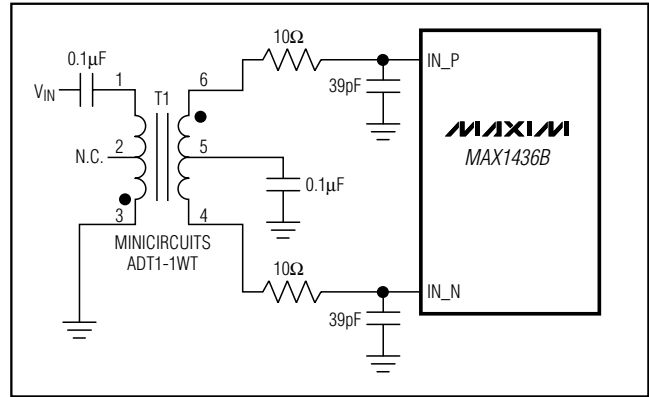 10Ω
0.1μF
1
6
IN_P
39pF
VIN
T1
MAXIM
MAX1436B
N.C.
2
5
0.1μF
3
4
MINICIRCUITS
ADT1-1WT
10Ω
IN_N
39pF